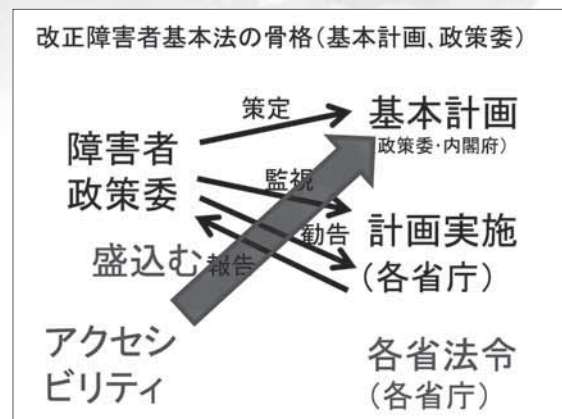 改正障害者基本法の骨格(基本計画、政策委)
策定
基本計画
政策委・内閣府)
障害者
政策委
監視
勧告
計画実施
(各省庁)
盛込む
報告
アクセシ
ビリティ
各省法令
(各省庁)